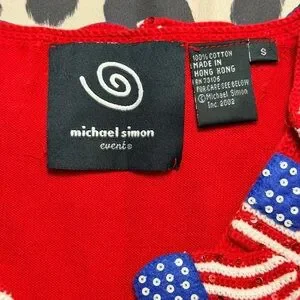 michael simon
event®
100% COTTON
MADE IN
HONG KONG
RN 73105
FOR CARE SEE BELOW
©Michael Simon
Inc. 2002
S